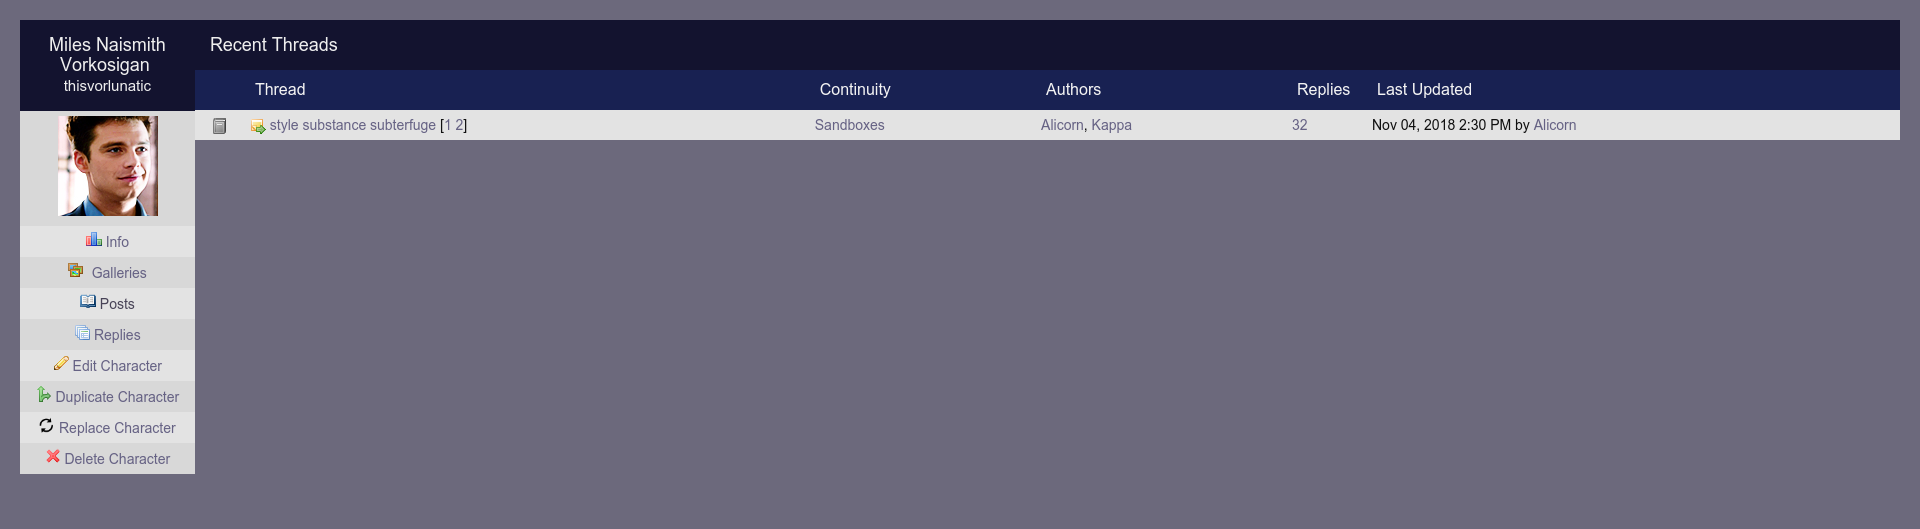 Miles Naismith
Vorkosigan
thisvorlunatic
Info
Galleries
Posts
Replies
Edit Character
Duplicate Character
Replace Character
Delete Character
Recent Threads
Thread Continuity Authors Replies Last Updated
style substance subterfuge [1 2] Sandboxes Alicorn, Kappa 32 Nov 04, 2018 2:30 PM by Alicorn